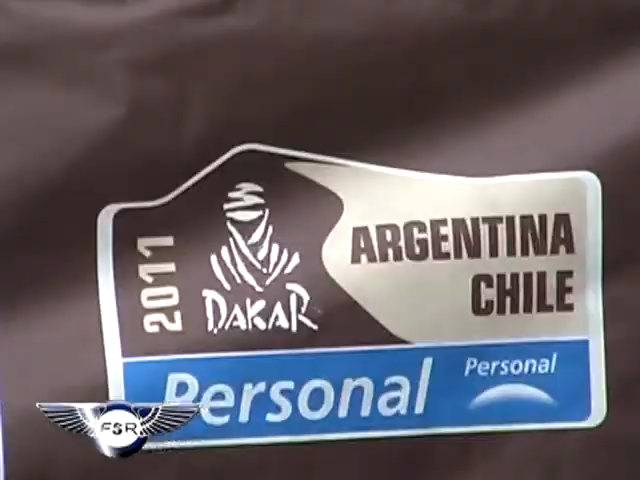 2011
DAKAR
ARGENTINA
CHILE
Personal
Personal
FSR